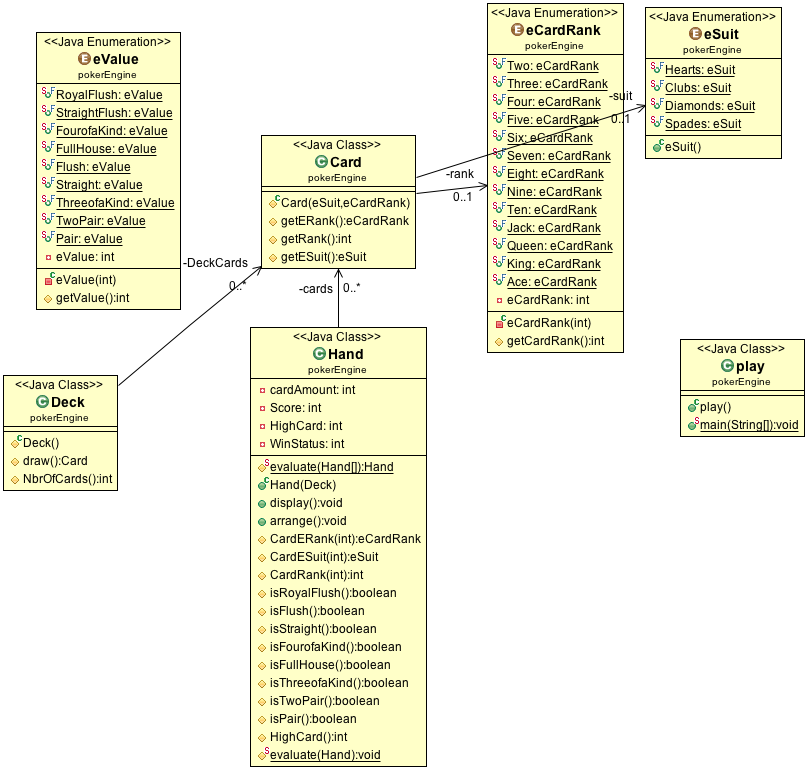 <<Java Enumeration>>
eValue
pokerEngine
RoyalFlush: eValue
StraightFlush: eValue
FourofaKind: eValue
FullHouse: eValue
Flush: eValue
Straight: eValue
ThreeofaKind: eValue
TwoPair: eValue
Pair: eValue
eValue: int
eValue(int)
getValue():int
<<Java Enumeration>>
eCardRank
pokerEngine
Two: eCardRank
Three: eCardRank
Four: eCardRank
Five: eCardRank
Six: eCardRank
Seven: eCardRank
Eight: eCardRank
Nine: eCardRank
Ten: eCardRank
Jack: eCardRank
Queen: eCardRank
King: eCardRank
Ace: eCardRank
eCardRank: int
eCardRank(int)
getCardRank():int
<<Java Enumeration>>
eSuit
pokerEngine
Hearts: eSuit
Clubs: eSuit
Diamonds: eSuit
Spades: eSuit
eSuit()
-suit
0..1
<<Java Class>>
Card
pokerEngine
Card(eSuit,eCardRank)
getERank():eCardRank
getRank():int
getESuit():eSuit
-rank
0..1
-DeckCards
0..*
-cards
0..*
<<Java Class>>
Deck
pokerEngine
Deck()
draw():Card
NbrOfCards():int
<<Java Class>>
Hand
pokerEngine
cardAmount: int
Score: int
HighCard: int
WinStatus: int
evaluate(Hand[]):Hand
Hand(Deck)
display():void
arrange():void
CardERank(int):eCardRank
CardESuit(int):eSuit
CardRank(int):int
isRoyalFlush():boolean
isFlush():boolean
isStraight():boolean
isFourofaKind():boolean
isFullHouse():boolean
isThreeofaKind():boolean
isTwoPair():boolean
isPair():boolean
HighCard():int
evaluate(Hand):void
<<Java Class>>
play
pokerEngine
play()
main(String[]):void